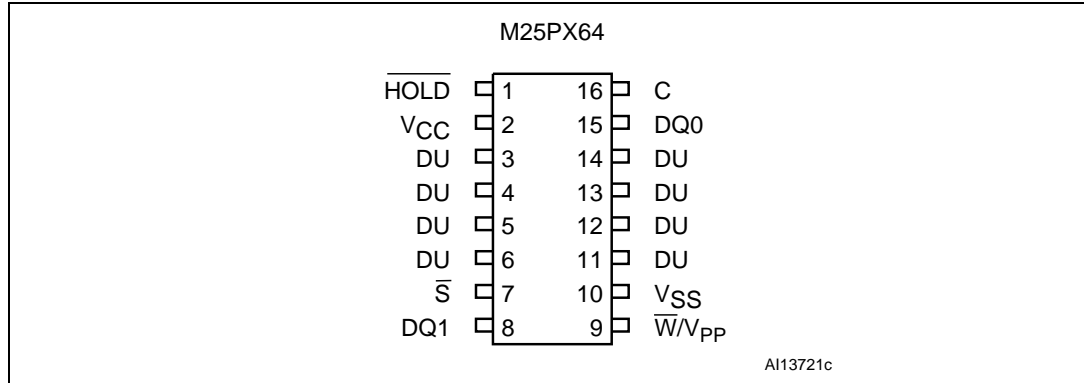 M25PX64
H̅O̅L̅D̅ 1 16 C
VCC 2 15 DQ0
DU 3 14 DU
DU 4 13 DU
DU 5 12 DU
DU 6 11 DU
S̅ 7 10 VSS
DQ1 8 9 W̅/VPP
AI13721c